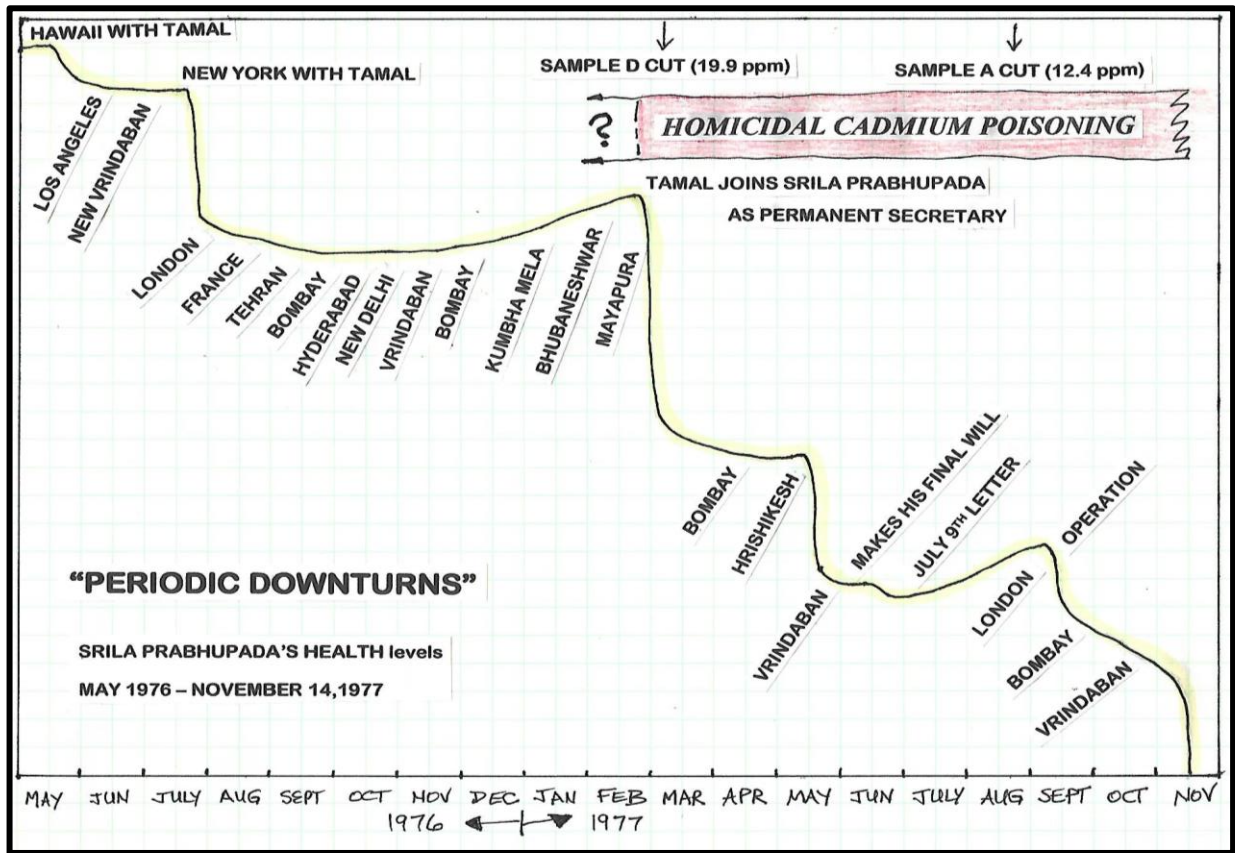 HAWAII WITH TAMAL
NEW YORK WITH TAMAL
SAMPLE D CUT (19.9 ppm)
SAMPLE A CUT (12.4 ppm)
?
HOMICIDAL CADMIUM POISONING
TAMAL JOINS SRILA PRABHUPADA
AS PERMANENT SECRETARY
LOS ANGELES
NEW VRINDABAN
LONDON
FRANCE
TEHRAN
BOMBAY
HYDERABAD
NEW DELHI
VRINDABAN
BOMBAY
KUMBHA MELA
BHUBANESHWAR
MAYAPURA
BOMBAY
HRISHIKESH
VRINDABAN
MAKES HIS FINAL WILL
JULY 9TH LETTER
LONDON
OPERATION
BOMBAY
VRINDABAN
“PERIODIC DOWNTURNS”
SRILA PRABHUPADA’S HEALTH levels
MAY 1976 – NOVEMBER 14,1977
MAY JUN JULY AUG SEPT OCT NOV DEC JAN FEB MAR APR MAY JUN JULY AUG SEPT OCT NOV
1976 1977